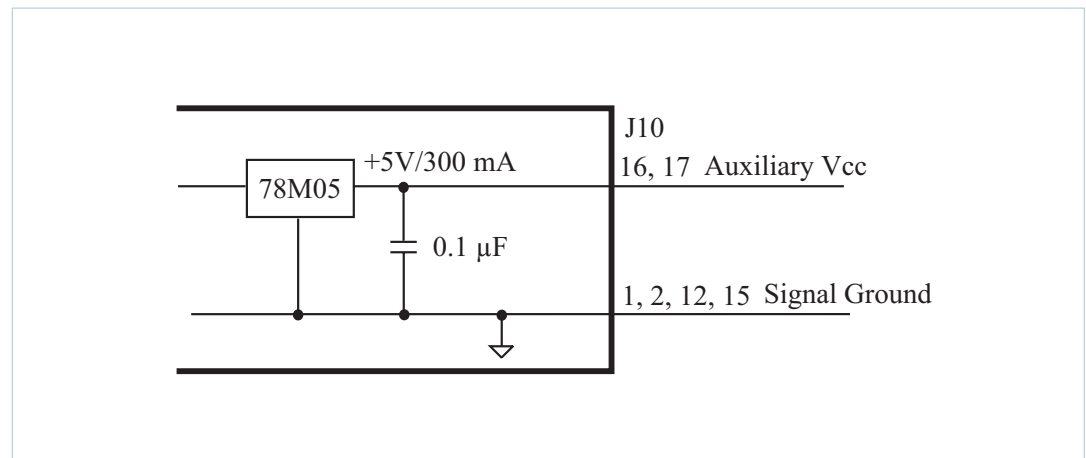 J10
+5V/300 mA
16, 17 Auxiliary Vcc
78M05
0.1 µF
1, 2, 12, 15 Signal Ground